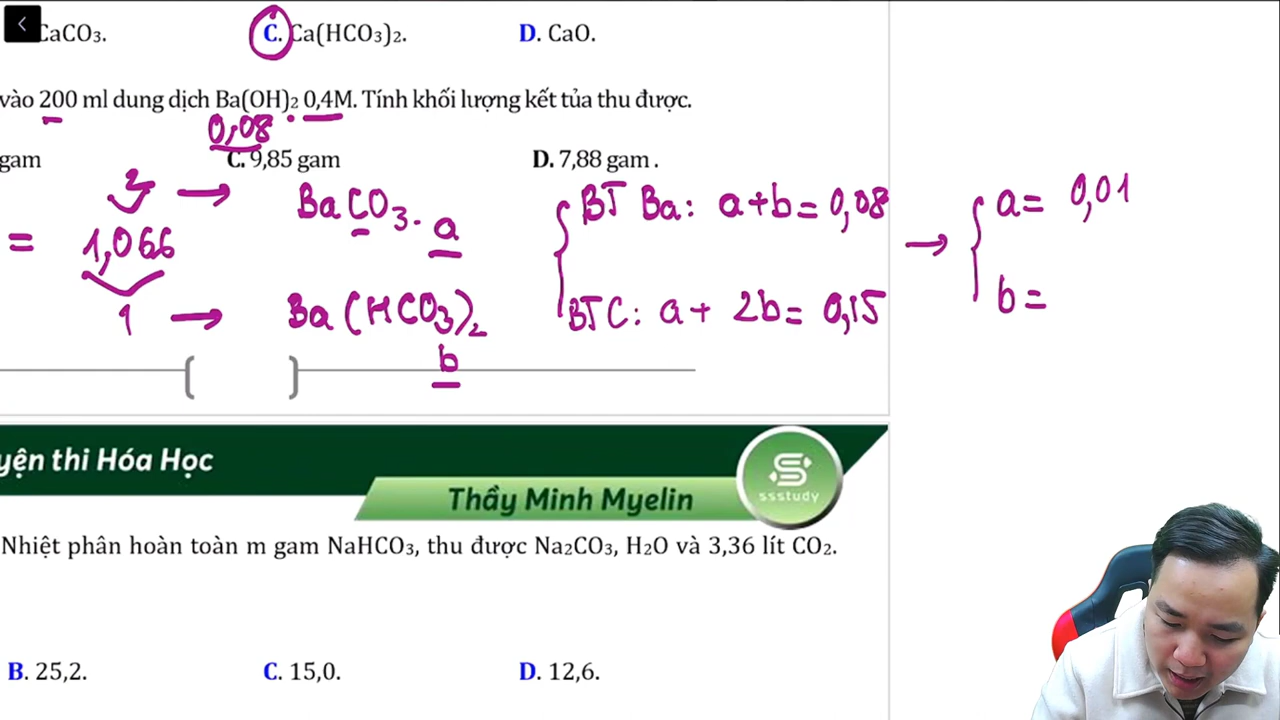 CaCO₃. C. Ca(HCO₃)₂. D. CaO.
vào 200 ml dung dịch Ba(OH)₂ 0,4M. Tính khối lượng kết tủa thu được.
0,08
gam C. 9,85 gam D. 7,88 gam .
2 → BaCO₃. a
BT Ba: a+b= 0,08
= 1,066
→ a= 0,01
b=
1 → Ba(HCO₃)₂
b
BTC: a+ 2b= 0,15
yện thi Hóa Học
Thầy Minh Myelin
ssstudy
Nhiệt phân hoàn toàn m gam NaHCO₃, thu được Na₂CO₃, H₂O và 3,36 lít CO₂.
B. 25,2. C. 15,0. D. 12,6.